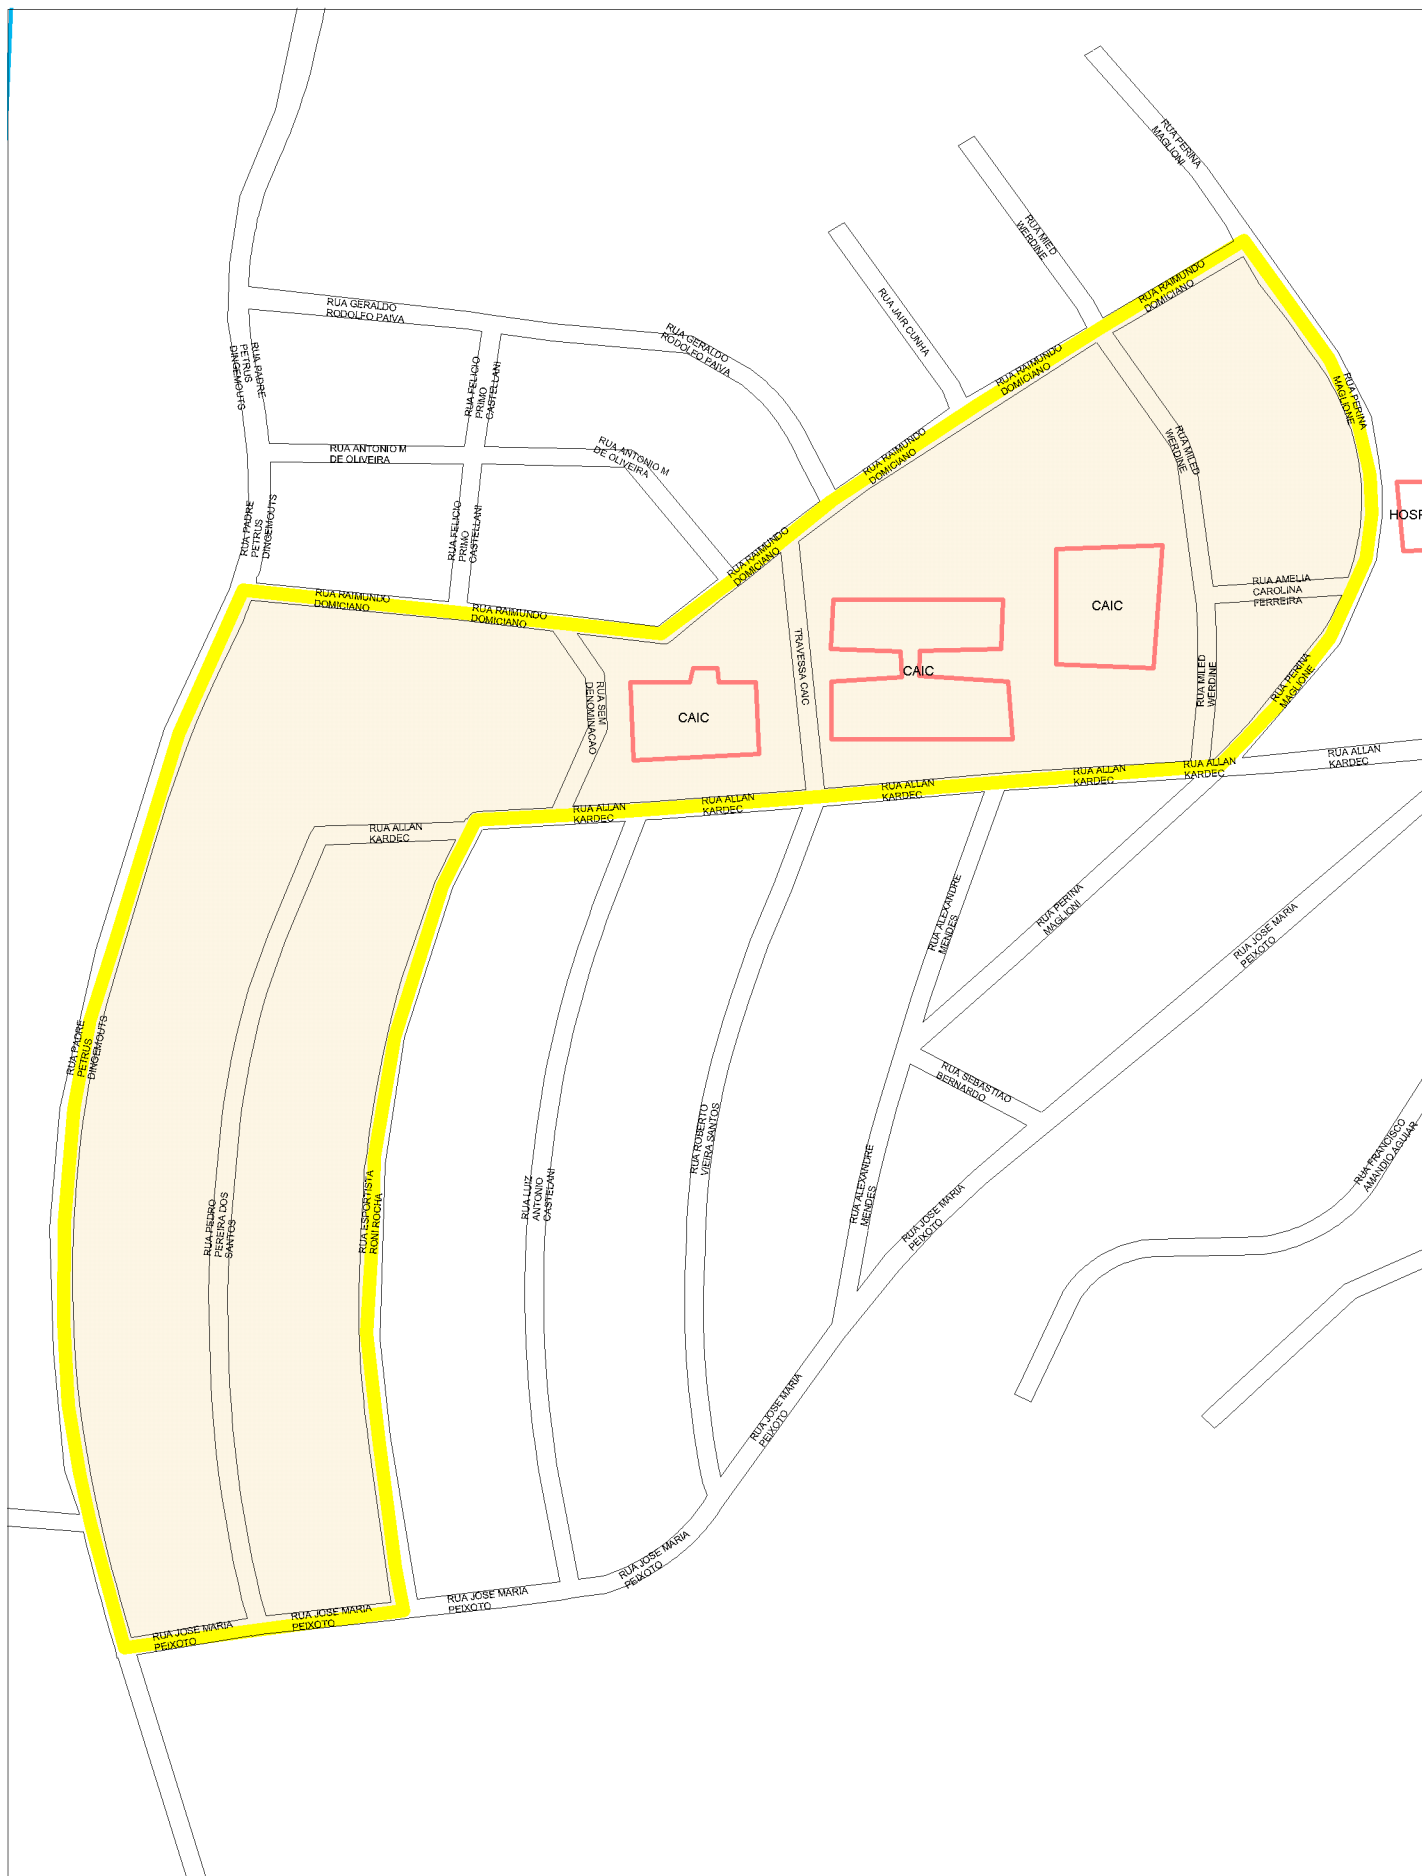 RUA PERINA
MAGLIONI
RUA MIED
WERDINE
RUA RAIMUNDO
DOMICIANO
RUA JAIR CUNHA
RUA GERALDO
RODOLFO PAIVA
RUA GERALDO
RODOLFO PAIVA
RUA PADRE
PETRUS
DINGEMOUTS
RUA FELICIO
PRIMO
CASTELLANI
RUA RAIMUNDO
DOMICIANO
RUA PERINA
MAGLIONE
RUA ANTONIO M
DE OLIVEIRA
RUA ANTONIO M
DE OLIVEIRA
RUA RAIMUNDO
DOMICIANO
RUA MILED
WERDINE
RUA PADRE
PETRUS
DINGEMOUTS
RUA FELICIO
PRIMO
CASTELLANI
RUA RAIMUNDO
DOMICIANO
HOSP
RUA RAIMUNDO
DOMICIANO
RUA RAIMUNDO
DOMICIANO
RUA AMELIA
CAROLINA
FERREIRA
CAIC
TRAVESSA CAIC
CAIC
RUA MILED
WERDINE
RUA PERINA
MAGLIONE
RUA SEM
DENOMINACAO
CAIC
RUA ALLAN
KARDEC
RUA ALLAN
KARDEC
RUA ALLAN
KARDEC
RUA ALLAN
KARDEC
RUA ALLAN
KARDEC
RUA ALLAN
KARDEC
RUA ALLAN
KARDEC
RUA ALEXANDRE
MENDES
RUA PERINA
MAGLIONI
RUA JOSE MARIA
PEIXOTO
RUA PADRE
PETRUS
DINGEMOUTS
RUA SEBASTIAO
BERNARDO
RUA ROBERTO
VIEIRA SANTOS
RUA FRANCISCO
AMANDIO AGUIAR
RUA PEDRO
PEREIRA DOS
SANTOS
RUA ESPORTISTA
RONI ROCHA
RUA LUIZ
ANTONIO
CASTELANI
RUA ALEXANDRE
MENDES
RUA JOSE MARIA
PEIXOTO
RUA JOSE MARIA
PEIXOTO
RUA JOSE MARIA
PEIXOTO
RUA JOSE MARIA
PEIXOTO
RUA JOSE MARIA
PEIXOTO
RUA JOSE MARIA
PEIXOTO